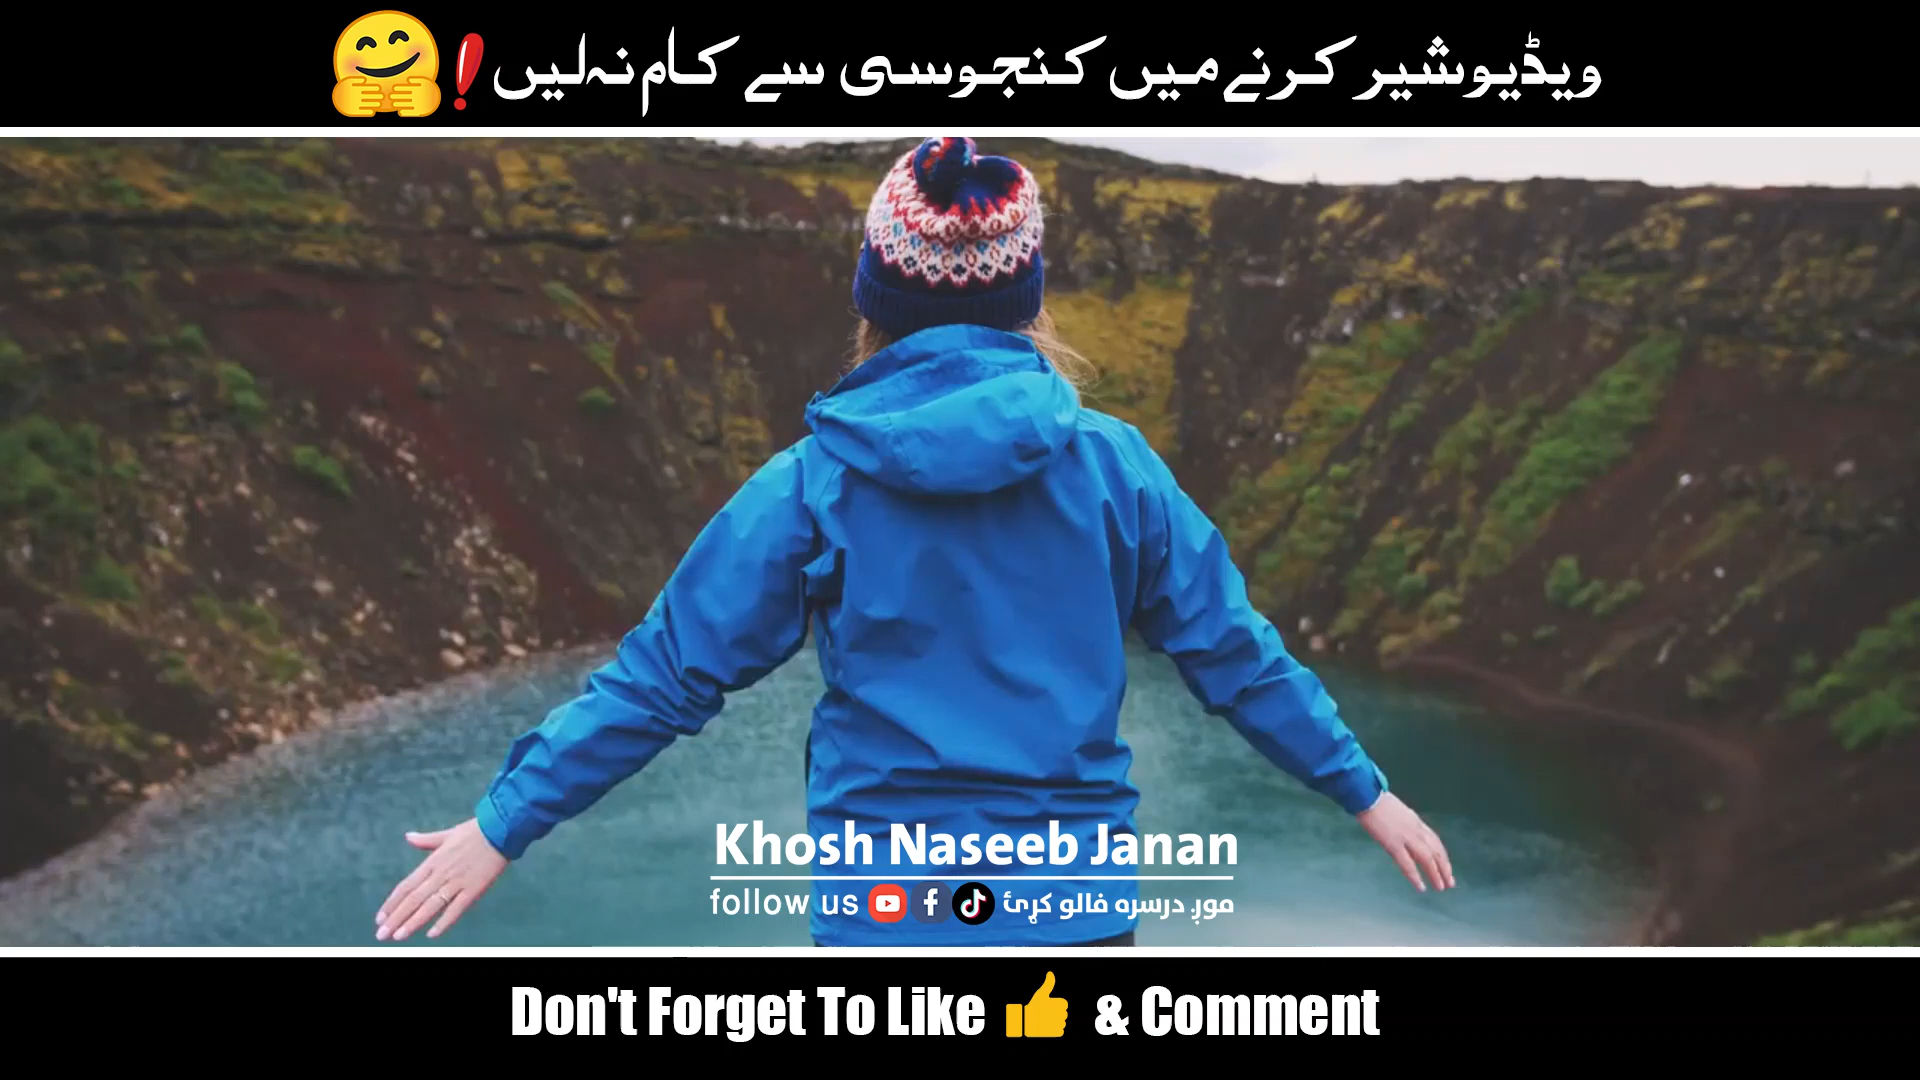 ویڈیو شیر کرنے میں کنجوسی سے کام نہ لیں❗🤗
Khosh Naseeb Janan
follow us موږ درسره فالو کړئ
Don't Forget To Like 👍 & Comment